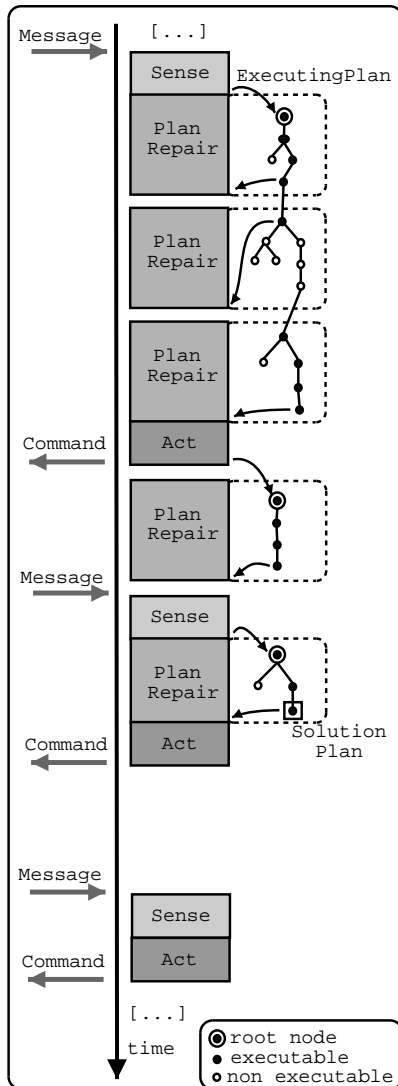 [...]
Message
Sense
ExecutingPlan
Plan
Repair
Plan
Repair
Plan
Repair
Command
Act
Plan
Repair
Message
Sense
Plan
Repair
Solution
Plan
Command
Act
Message
Sense
Command
Act
[...]
time
root node
executable
non executable